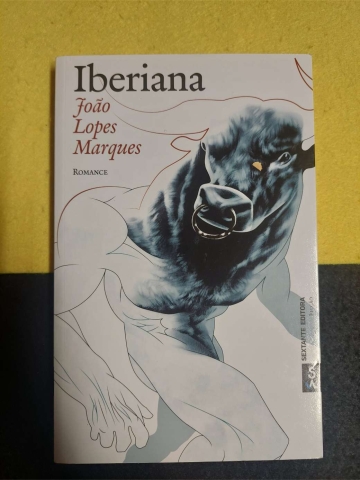 Iberiana
João
Lopes
Marques
ROMANCE
SEXTANTE EDITORA